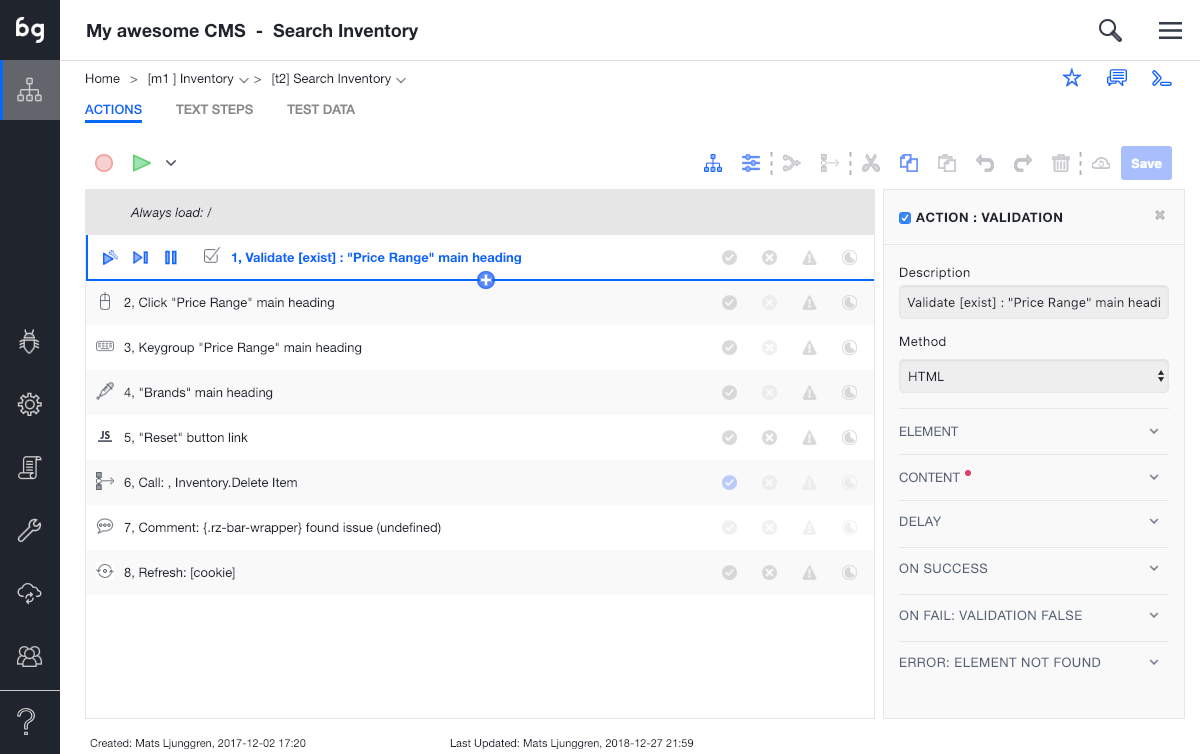 bg
My awesome CMS - Search Inventory
Home > [m1 ] Inventory > [t2] Search Inventory
ACTIONS TEXT STEPS TEST DATA
Save
Always load: /
1, Validate [exist] : "Price Range" main heading
2, Click "Price Range" main heading
3, Keygroup "Price Range" main heading
4, "Brands" main heading
JS 5, "Reset" button link
6, Call: , Inventory.Delete Item
7, Comment: {.rz-bar-wrapper} found issue (undefined)
8, Refresh: [cookie]
ACTION : VALIDATION
Description
Validate [exist] : "Price Range" main headi
Method
HTML
ELEMENT
CONTENT
DELAY
ON SUCCESS
ON FAIL: VALIDATION FALSE
ERROR: ELEMENT NOT FOUND
Created: Mats Ljunggren, 2017-12-02 17:20
Last Updated: Mats Ljunggren, 2018-12-27 21:59